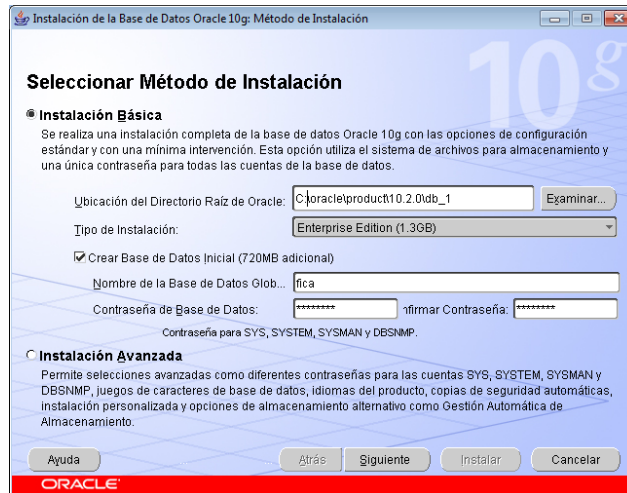 Instalación de la Base de Datos Oracle 10g: Método de Instalación
10g
Seleccionar Método de Instalación
Instalación Básica
Se realiza una instalación completa de la base de datos Oracle 10g con las opciones de configuración
estándar y con una mínima intervención. Esta opción utiliza el sistema de archivos para almacenamiento y
una única contraseña para todas las cuentas de la base de datos.
Ubicación del Directorio Raíz de Oracle: C:\oracle\product\10.2.0\db_1 Examinar...
Tipo de Instalación: Enterprise Edition (1.3GB)
Crear Base de Datos Inicial (720MB adicional)
Nombre de la Base de Datos Glob... fica
Contraseña de Base de Datos: ******** nfirmar Contraseña: ********
Contraseña para SYS, SYSTEM, SYSMAN y DBSNMP.
Instalación Avanzada
Permite selecciones avanzadas como diferentes contraseñas para las cuentas SYS, SYSTEM, SYSMAN y
DBSNMP, juegos de caracteres de base de datos, idiomas del producto, copias de seguridad automáticas,
instalación personalizada y opciones de almacenamiento alternativo como Gestión Automática de
Almacenamiento.
Ayuda Atrás Siguiente Instalar Cancelar
ORACLE